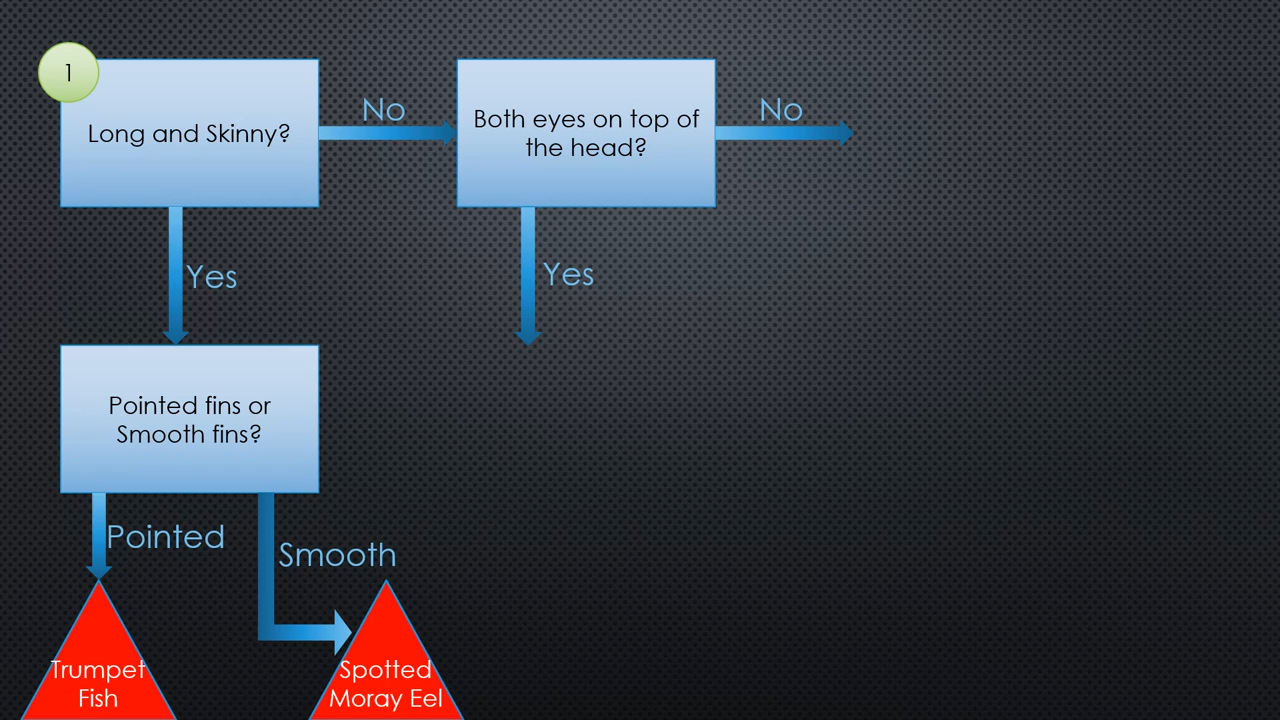 1
Long and Skinny?
No
Both eyes on top of
the head?
No
Yes
Yes
Pointed fins or
Smooth fins?
Pointed
Smooth
Trumpet
Fish
Spotted
Moray Eel